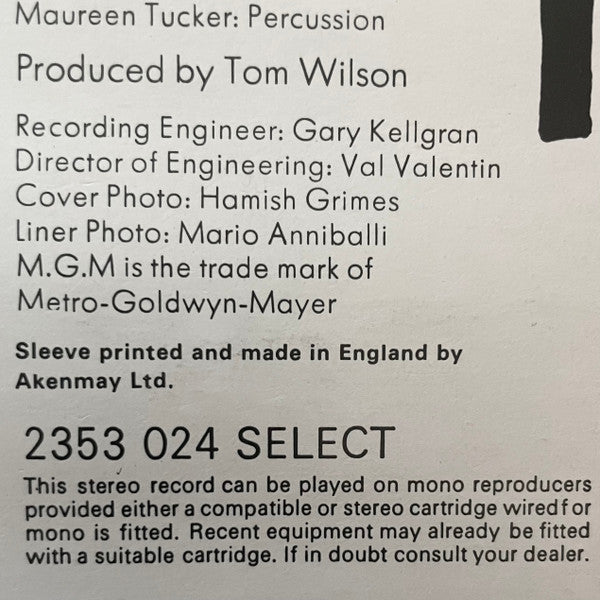 Maureen Tucker: Percussion
Produced by Tom Wilson
Recording Engineer: Gary Kellgran
Director of Engineering: Val Valentin
Cover Photo: Hamish Grimes
Liner Photo: Mario Anniballi
M.G.M is the trade mark of
Metro-Goldwyn-Mayer
Sleeve printed and made in England by
Akenmay Ltd.
2353 024 SELECT
This stereo record can be played on mono reproducers
provided either a compatible or stereo cartridge wired for
mono is fitted. Recent equipment may already be fitted
with a suitable cartridge. If in doubt consult your dealer.